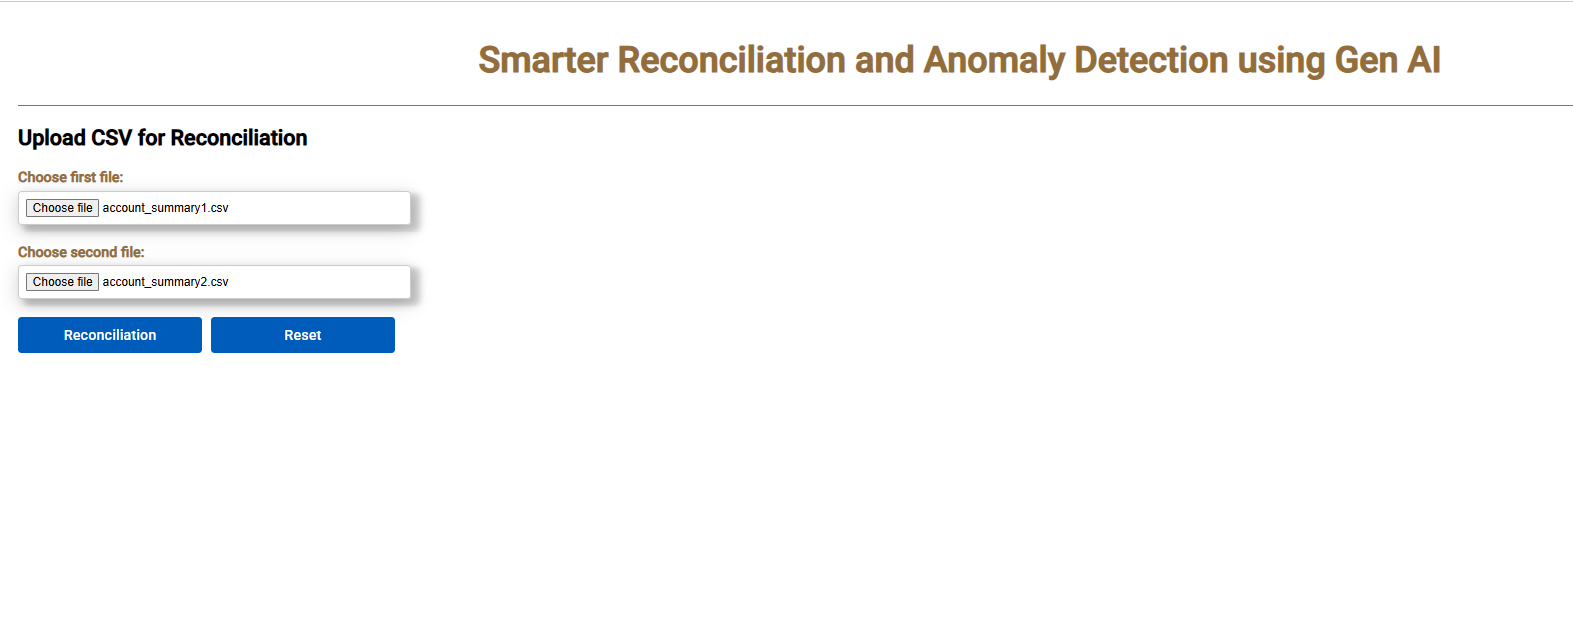 Smarter Reconciliation and Anomaly Detection using Gen AI
Upload CSV for Reconciliation
Choose first file:
Choose file account_summary1.csv
Choose second file:
Choose file account_summary2.csv
Reconciliation Reset